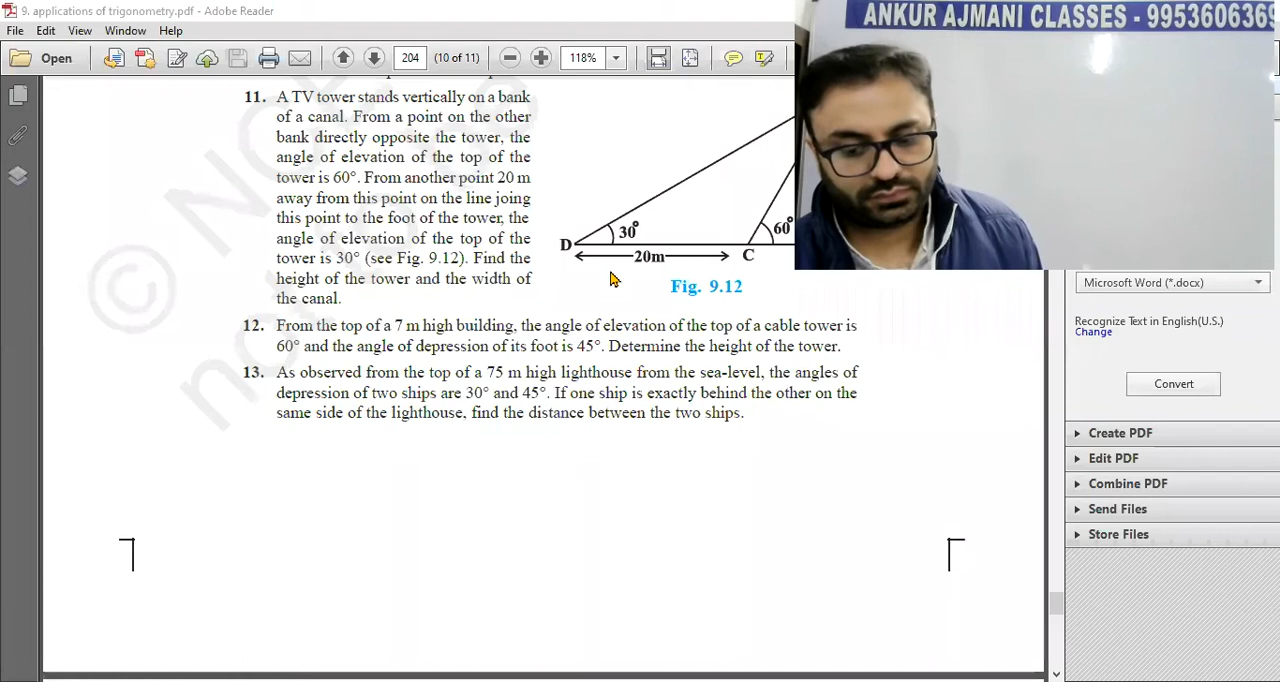 9. applications of trigonometry.pdf - Adobe Reader
File Edit View Window Help
Open
204 (10 of 11) 118%
ANKUR AJMANI CLASSES - 9953606369
11. A TV tower stands vertically on a bank
of a canal. From a point on the other
bank directly opposite the tower, the
angle of elevation of the top of the
tower is 60°. From another point 20 m
away from this point on the line joing
this point to the foot of the tower, the
angle of elevation of the top of the
tower is 30° (see Fig. 9.12). Find the
height of the tower and the width of
the canal.
30°
60°
D
20m
C
Fig. 9.12
12. From the top of a 7 m high building, the angle of elevation of the top of a cable tower is
60° and the angle of depression of its foot is 45°. Determine the height of the tower.
13. As observed from the top of a 75 m high lighthouse from the sea-level, the angles of
depression of two ships are 30° and 45°. If one ship is exactly behind the other on the
same side of the lighthouse, find the distance between the two ships.
© NC
not to
Microsoft Word (*.docx)
Recognize Text in English(U.S.)
Change
Convert
Create PDF
Edit PDF
Combine PDF
Send Files
Store Files